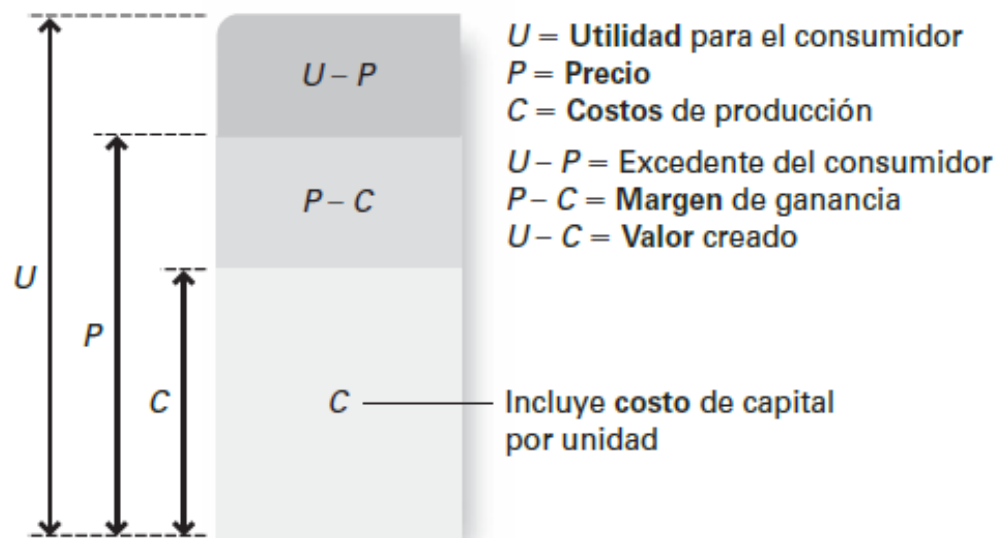 U
P
C
U – P
P – C
C
U = Utilidad para el consumidor
P = Precio
C = Costos de producción
U – P = Excedente del consumidor
P – C = Margen de ganancia
U – C = Valor creado
Incluye costo de capital
por unidad